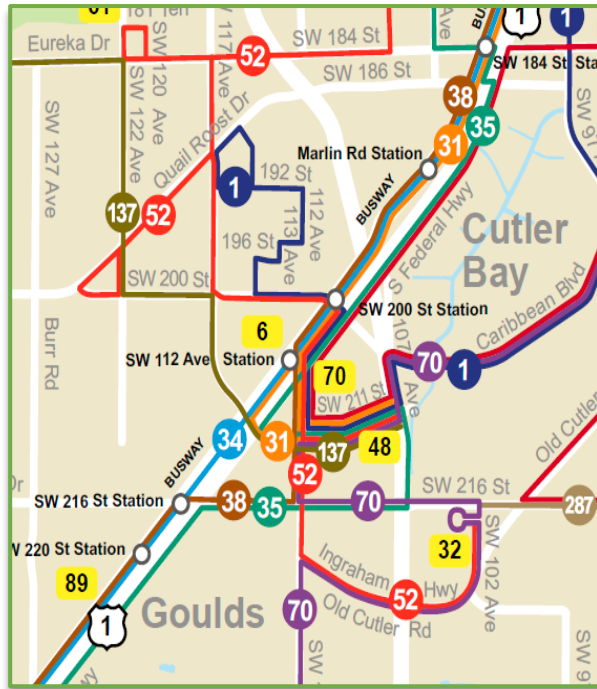 Eureka Dr
SW 120 Ave
SW 122 Ave
SW 117 Ave
SW 127 Ave
52
SW 184 St
SW 186 St
BUSWAY
1
1
SW 184 St Sta
38
31
35
SW 97
Quail Roost Dr
Marlin Rd Station
137
52
1
192 St
112 Ave
113 Ave
196 St
BUSWAY
S Federal Hwy
Cutler
Bay
SW 200 St
SW 200 St Station
Caribbean Blvd
Burr Rd
6
SW 112 Ave Station
70
107
Ave
70
1
SW 211 St
34
31
137
48
Old Cutler
BUSWAY
52
SW 216 St Station
38
35
70
SW 216 St
287
W 220 St Station
32
SW 102 Ave
89
1
Goulds
70
Ingraham Hwy
52
Old Cutler Rd